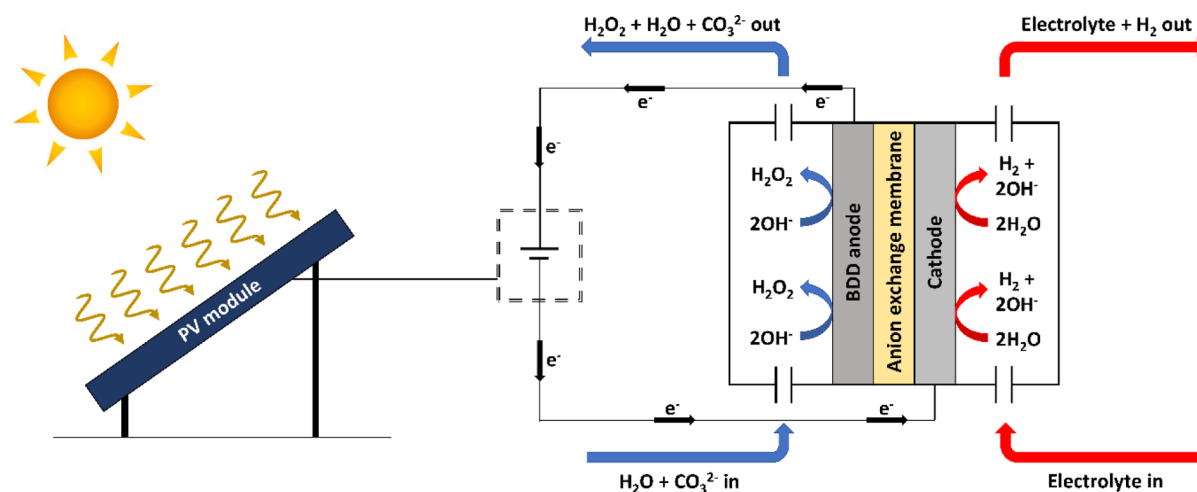 H₂O₂ + H₂O + CO₃²⁻ out
Electrolyte + H₂ out
e⁻
e⁻
e⁻
PV module
H₂O₂
2OH⁻
H₂O₂
2OH⁻
BDD anode
Anion exchange membrane
Cathode
H₂ +
2OH⁻
2H₂O
H₂ +
2OH⁻
2H₂O
e⁻
e⁻
e⁻
H₂O + CO₃²⁻ in
Electrolyte in